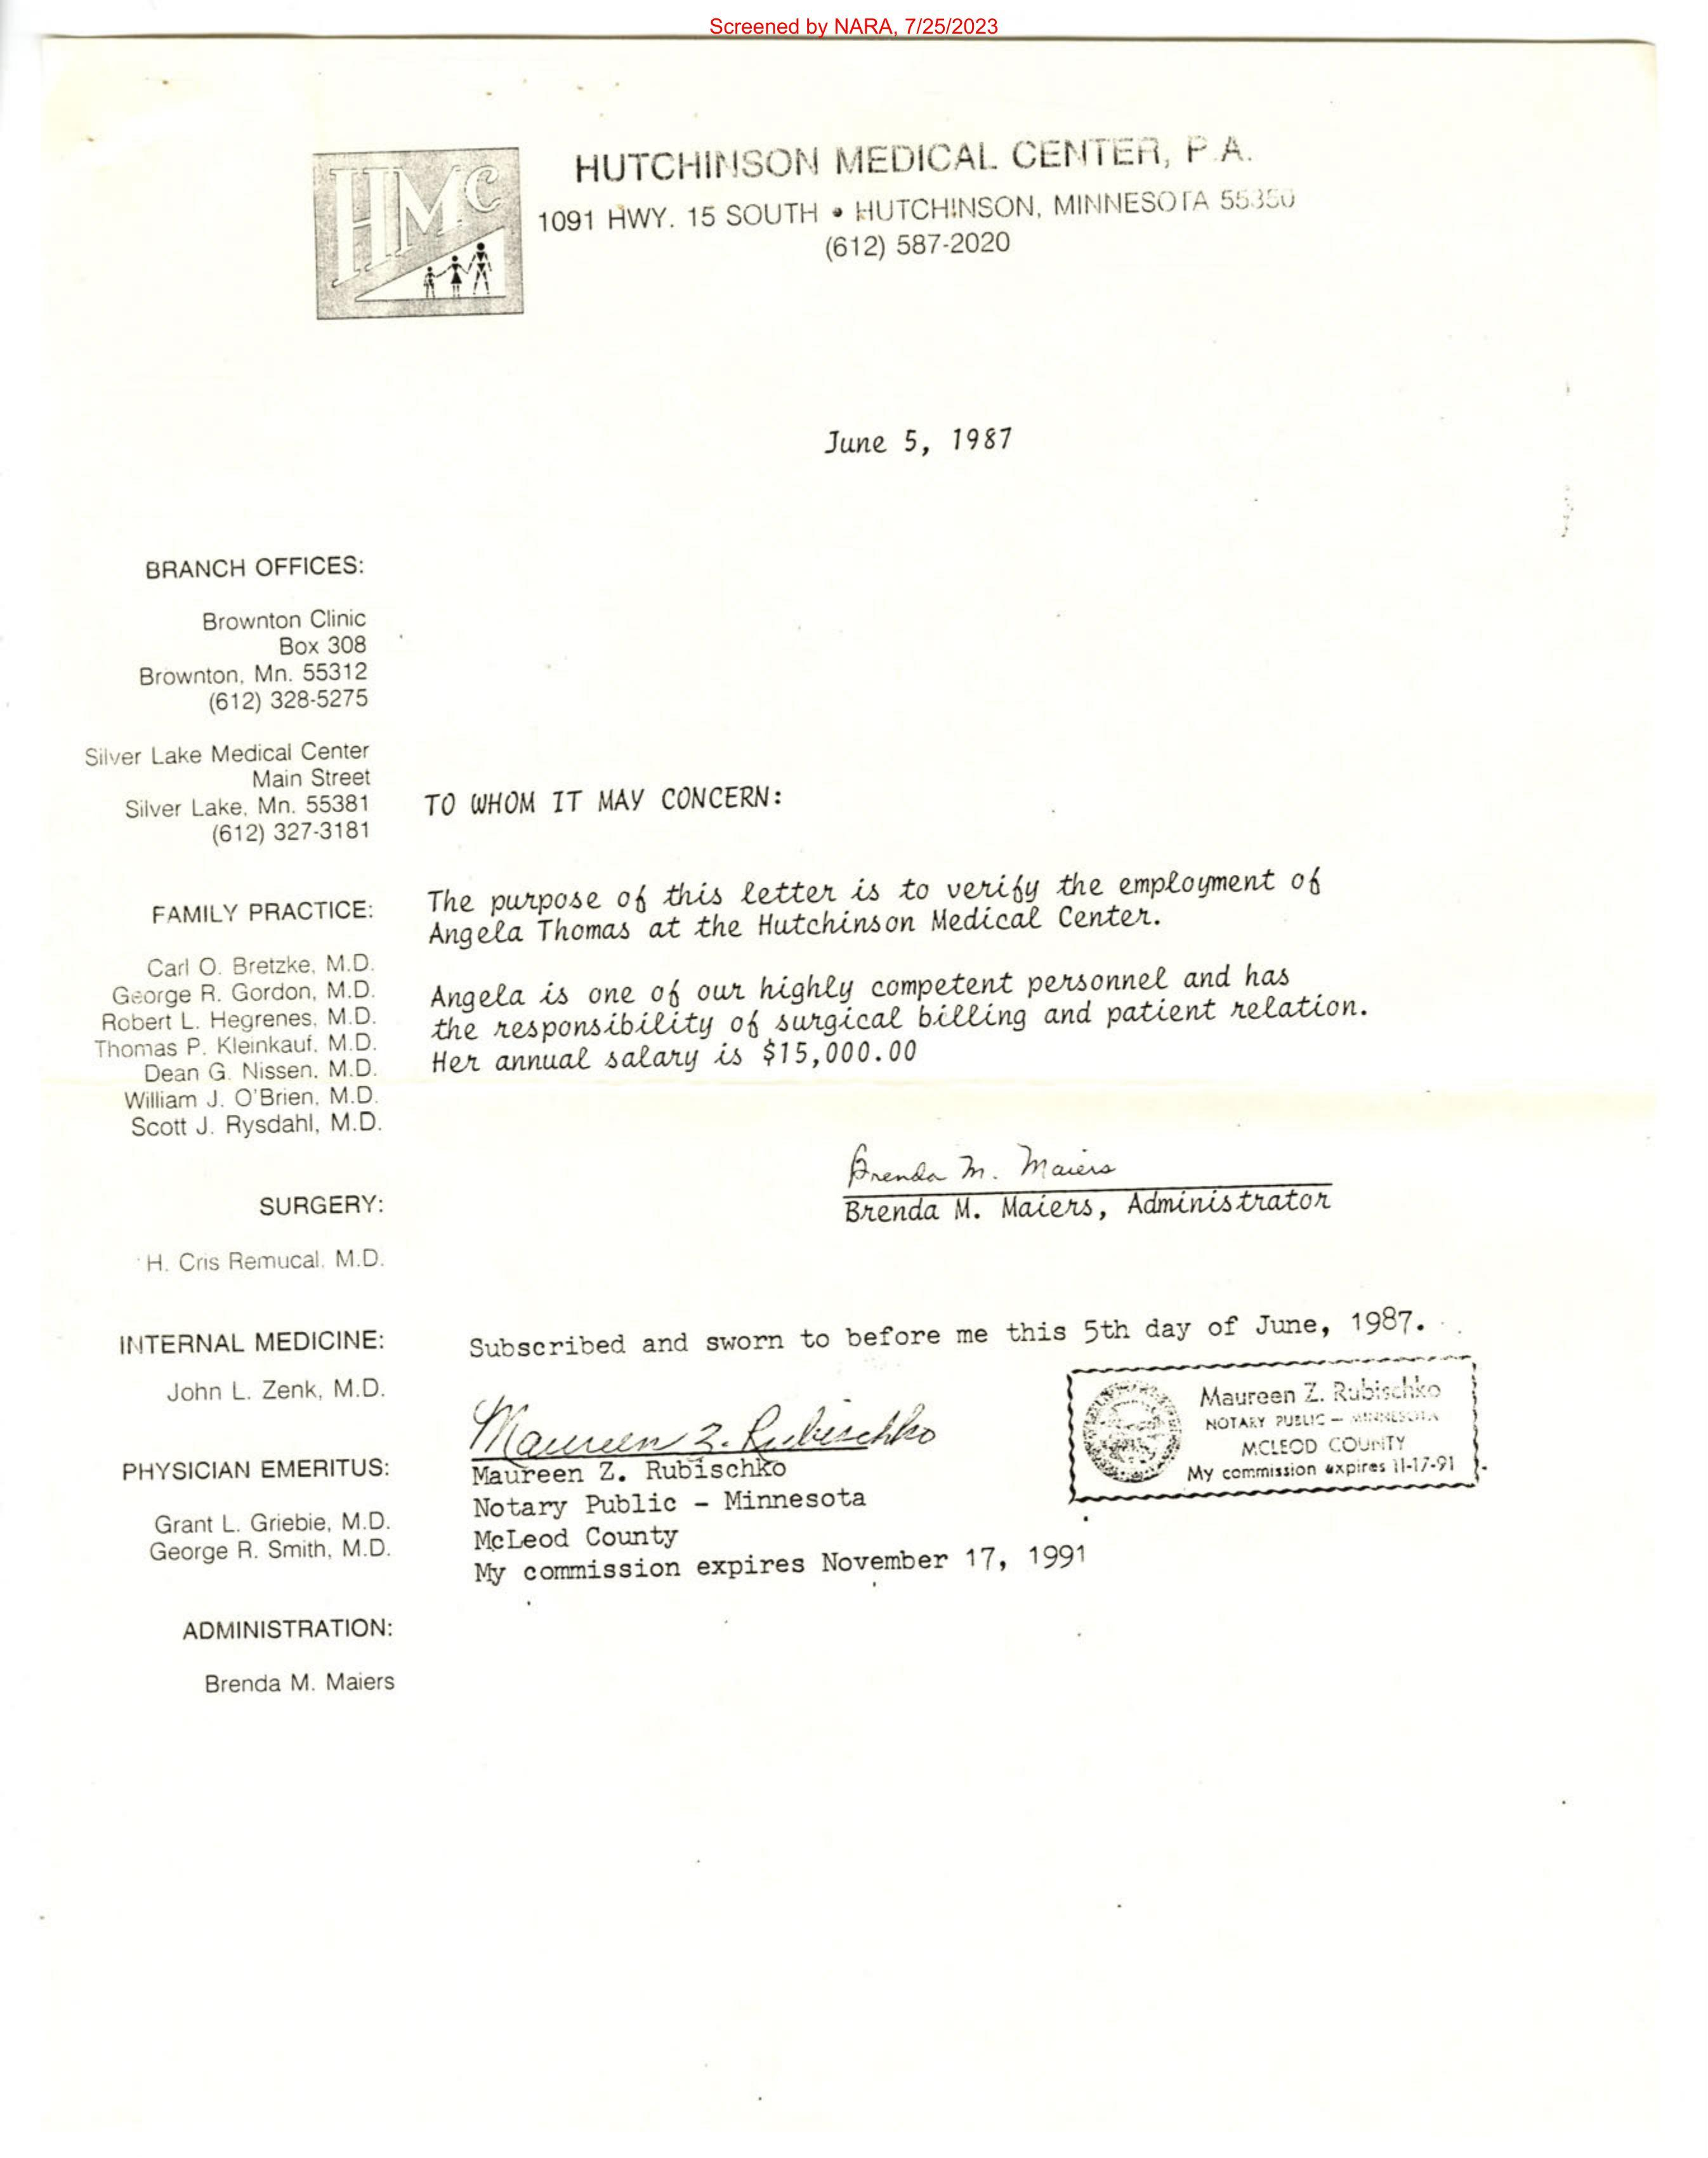 Screened by NARA, 7/25/2023
HMC
HUTCHINSON MEDICAL CENTER, P.A.
1091 HWY. 15 SOUTH • HUTCHINSON, MINNESOTA 55350
(612) 587-2020
June 5, 1987
BRANCH OFFICES:
Brownton Clinic
Box 308
Brownton, Mn. 55312
(612) 328-5275
Silver Lake Medical Center
Main Street
Silver Lake, Mn. 55381
(612) 327-3181
FAMILY PRACTICE:
Carl O. Bretzke, M.D.
George R. Gordon, M.D.
Robert L. Hegrenes, M.D.
Thomas P. Kleinkauf, M.D.
Dean G. Nissen, M.D.
William J. O'Brien, M.D.
Scott J. Rysdahl, M.D.
SURGERY:
H. Cris Remucal, M.D.
INTERNAL MEDICINE:
John L. Zenk, M.D.
PHYSICIAN EMERITUS:
Grant L. Griebie, M.D.
George R. Smith, M.D.
ADMINISTRATION:
Brenda M. Maiers
TO WHOM IT MAY CONCERN:
The purpose of this letter is to verify the employment of
Angela Thomas at the Hutchinson Medical Center.
Angela is one of our highly competent personnel and has
the responsibility of surgical billing and patient relation.
Her annual salary is $15,000.00
Brenda M. Maiers
Brenda M. Maiers, Administrator
Subscribed and sworn to before me this 5th day of June, 1987.
Maureen Z. Rubischko
Maureen Z. Rubischko
Notary Public - Minnesota
McLeod County
My commission expires November 17, 1991
Maureen Z. Rubischko
NOTARY PUBLIC – MINNESOTA
MCLEOD COUNTY
My commission expires 11-17-91